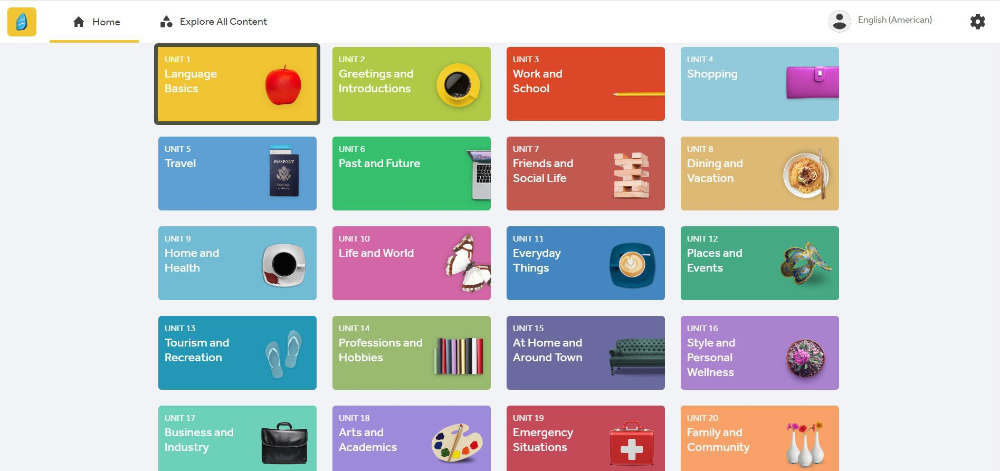 Home
Explore All Content
English (American)
UNIT 1
Language
Basics
UNIT 2
Greetings and
Introductions
UNIT 3
Work and
School
UNIT 4
Shopping
UNIT 5
Travel
PASSPORT
United States
of America
UNIT 6
Past and Future
UNIT 7
Friends and
Social Life
UNIT 8
Dining and
Vacation
UNIT 9
Home and
Health
UNIT 10
Life and World
UNIT 11
Everyday
Things
UNIT 12
Places and
Events
UNIT 13
Tourism and
Recreation
UNIT 14
Professions and
Hobbies
UNIT 15
At Home and
Around Town
UNIT 16
Style and
Personal
Wellness
UNIT 17
Business and
Industry
UNIT 18
Arts and
Academics
UNIT 19
Emergency
Situations
UNIT 20
Family and
Community